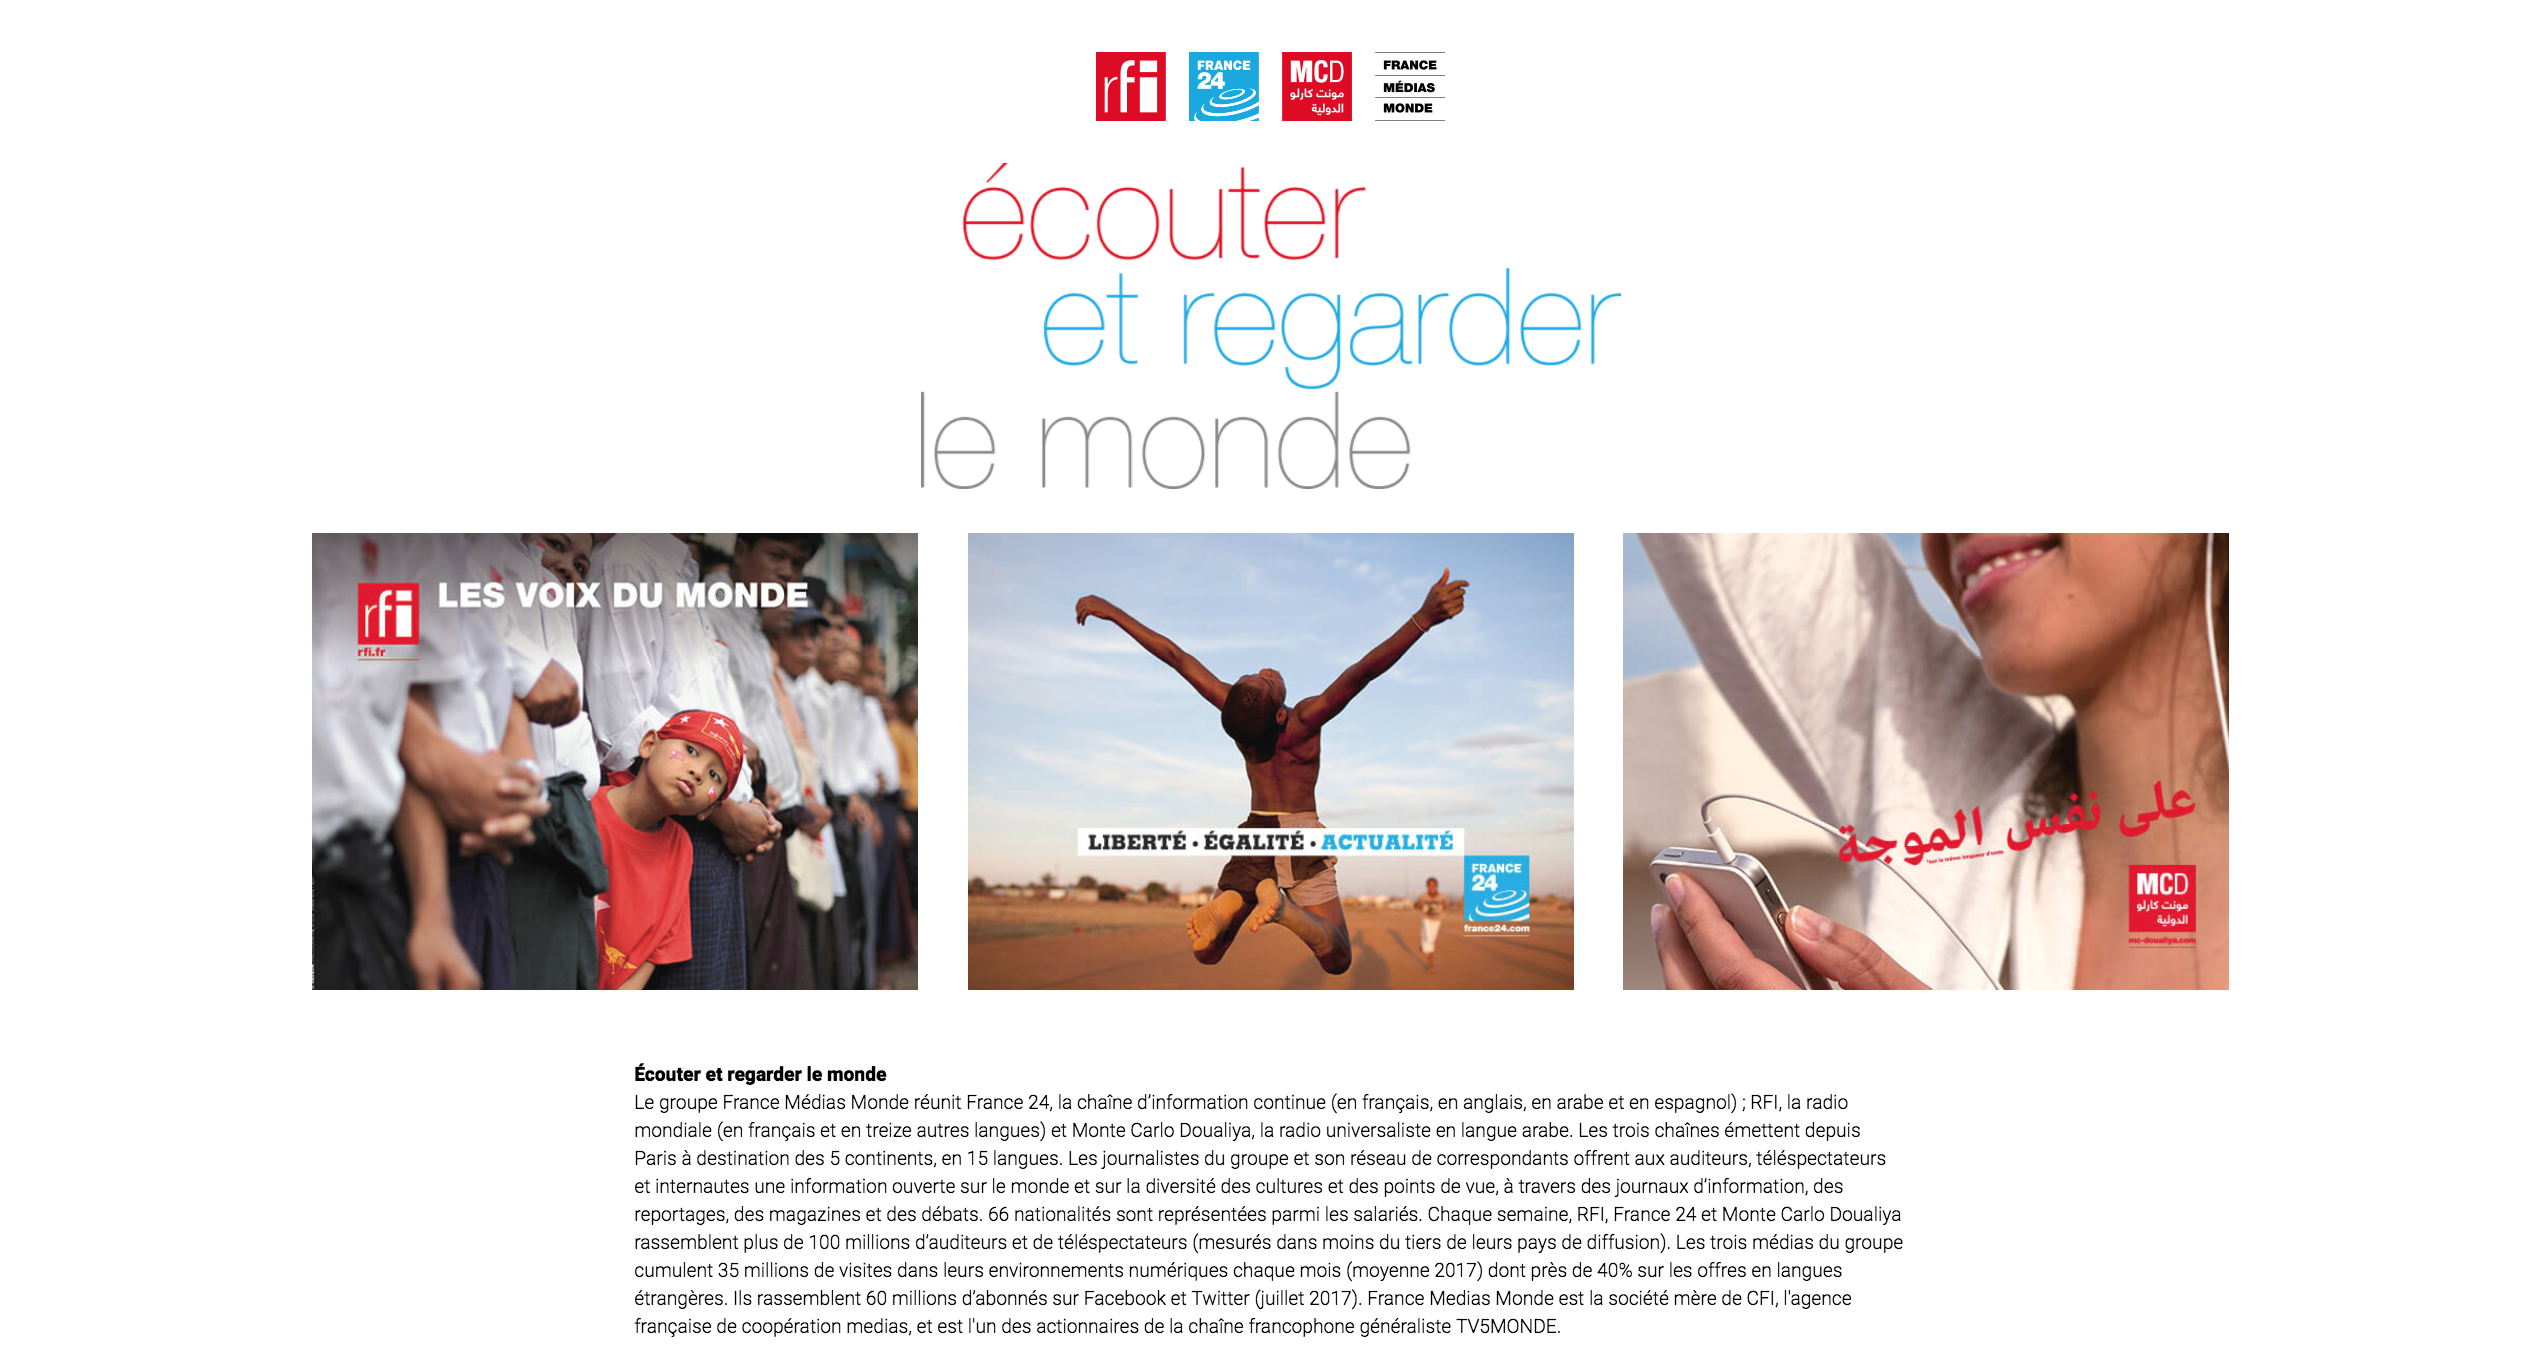 rfi
FRANCE
24
MCD
مونت كارلو
الدولية
FRANCE
MÉDIAS
MONDE
écouter
et regarder
le monde
rfi
rfi.fr
LES VOIX DU MONDE
LIBERTÉ · ÉGALITÉ · ACTUALITÉ
FRANCE
24
france24.com
على نفس الموجة
*sur la même longueur d'onde
MCD
مونت كارلو
الدولية
mc-doualiya.com
Écouter et regarder le monde
Le groupe France Médias Monde réunit France 24, la chaîne d’information continue (en français, en anglais, en arabe et en espagnol) ; RFI, la radio
mondiale (en français et en treize autres langues) et Monte Carlo Doualiya, la radio universaliste en langue arabe. Les trois chaînes émettent depuis
Paris à destination des 5 continents, en 15 langues. Les journalistes du groupe et son réseau de correspondants offrent aux auditeurs, téléspectateurs
et internautes une information ouverte sur le monde et sur la diversité des cultures et des points de vue, à travers des journaux d’information, des
reportages, des magazines et des débats. 66 nationalités sont représentées parmi les salariés. Chaque semaine, RFI, France 24 et Monte Carlo Doualiya
rassemblent plus de 100 millions d’auditeurs et de téléspectateurs (mesurés dans moins du tiers de leurs pays de diffusion). Les trois médias du groupe
cumulent 35 millions de visites dans leurs environnements numériques chaque mois (moyenne 2017) dont près de 40% sur les offres en langues
étrangères. Ils rassemblent 60 millions d’abonnés sur Facebook et Twitter (juillet 2017). France Medias Monde est la société mère de CFI, l'agence
française de coopération medias, et est l'un des actionnaires de la chaîne francophone généraliste TV5MONDE.